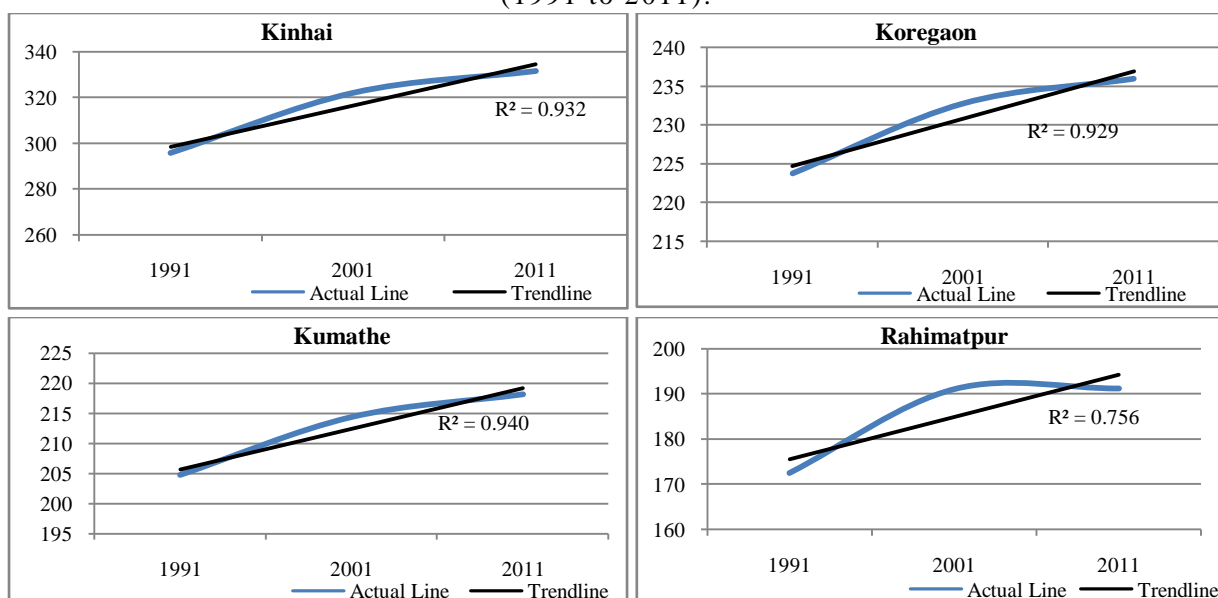 (1991 to 2011).
Kinhai
340
320
300
280
260
R² = 0.932
1991 2001 2011
Actual Line Trendline
Koregaon
240
235
230
225
220
215
R² = 0.929
1991 2001 2011
Actual Line Trendline
Kumathe
225
220
215
210
205
200
195
R² = 0.940
1991 2001 2011
Actual Line Trendline
Rahimatpur
200
190
180
170
160
R² = 0.756
1991 2001 2011
Actual Line Trendline